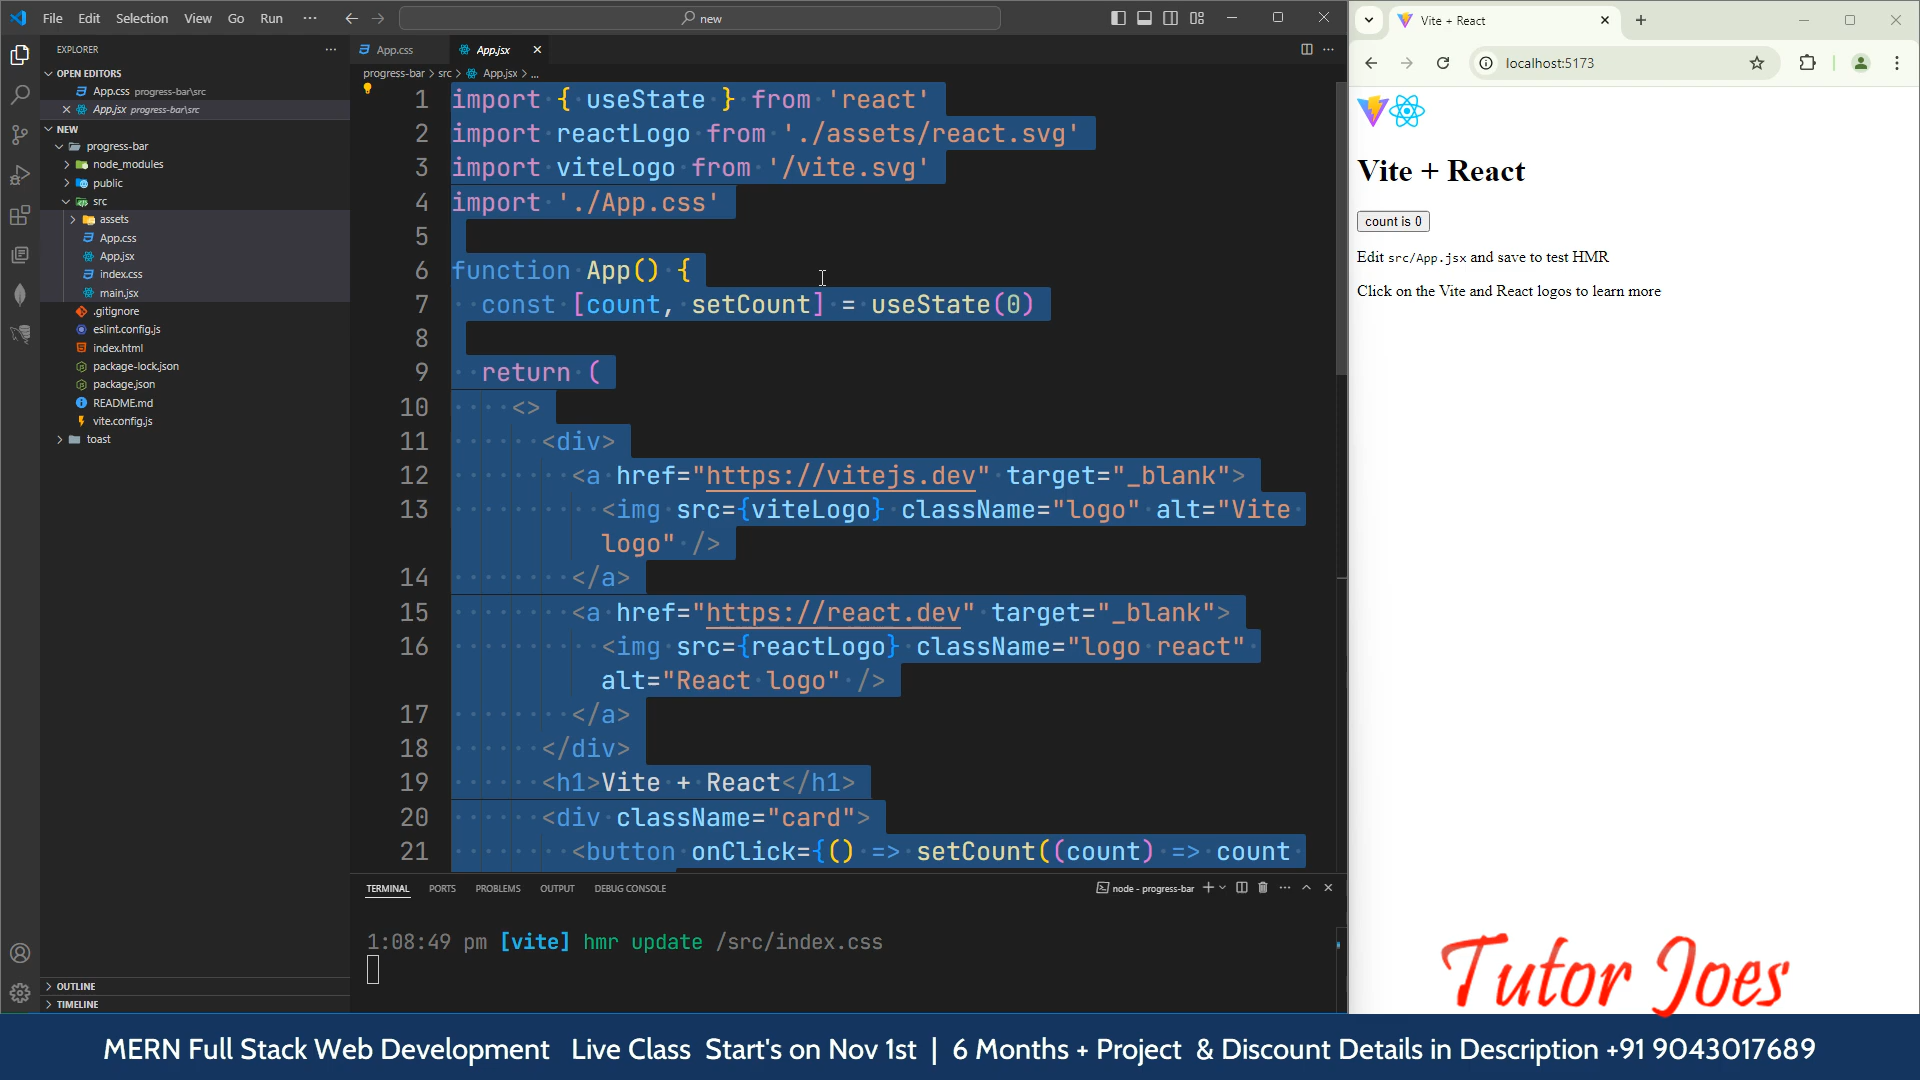 File Edit Selection View Go Run ··· new
EXPLORER ···
OPEN EDITORS
App.css progress-bar\src
App.jsx progress-bar\src
NEW
progress-bar
node_modules
public
src
assets
App.css
App.jsx
index.css
main.jsx
.gitignore
eslint.config.js
index.html
package-lock.json
package.json
README.md
vite.config.js
toast
OUTLINE
TIMELINE
App.css App.jsx
progress-bar > src > App.jsx > ...
1 import { useState } from 'react'
2 import reactLogo from './assets/react.svg'
3 import viteLogo from '/vite.svg'
4 import './App.css'
5
6 function App() {
7 const [count, setCount] = useState(0)
8
9 return (
10 <>
11 <div>
12 <a href="https://vitejs.dev" target="_blank">
13 <img src={viteLogo} className="logo" alt="Vite
logo" />
14 </a>
15 <a href="https://react.dev" target="_blank">
16 <img src={reactLogo} className="logo react"
alt="React logo" />
17 </a>
18 </div>
19 <h1>Vite + React</h1>
20 <div className="card">
21 <button onClick={() => setCount((count) => count
TERMINAL PORTS PROBLEMS OUTPUT DEBUG CONSOLE node - progress-bar
1:08:49 pm [vite] hmr update /src/index.css
Vite + React
localhost:5173
Vite + React
count is 0
Edit src/App.jsx and save to test HMR
Click on the Vite and React logos to learn more
Tutor Joes
MERN Full Stack Web Development Live Class Start's on Nov 1st | 6 Months + Project & Discount Details in Description +91 9043017689